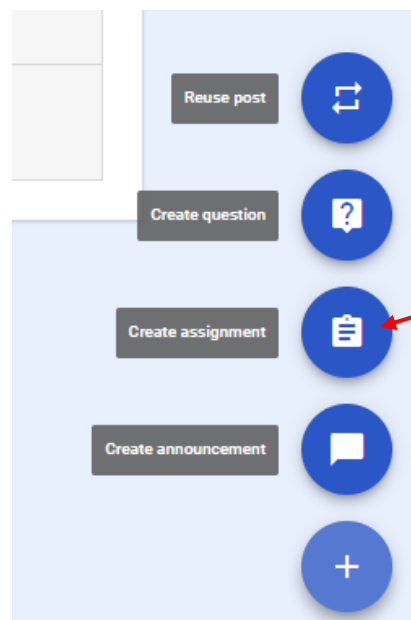 Reuse post
Create question
Create assignment
Create announcement